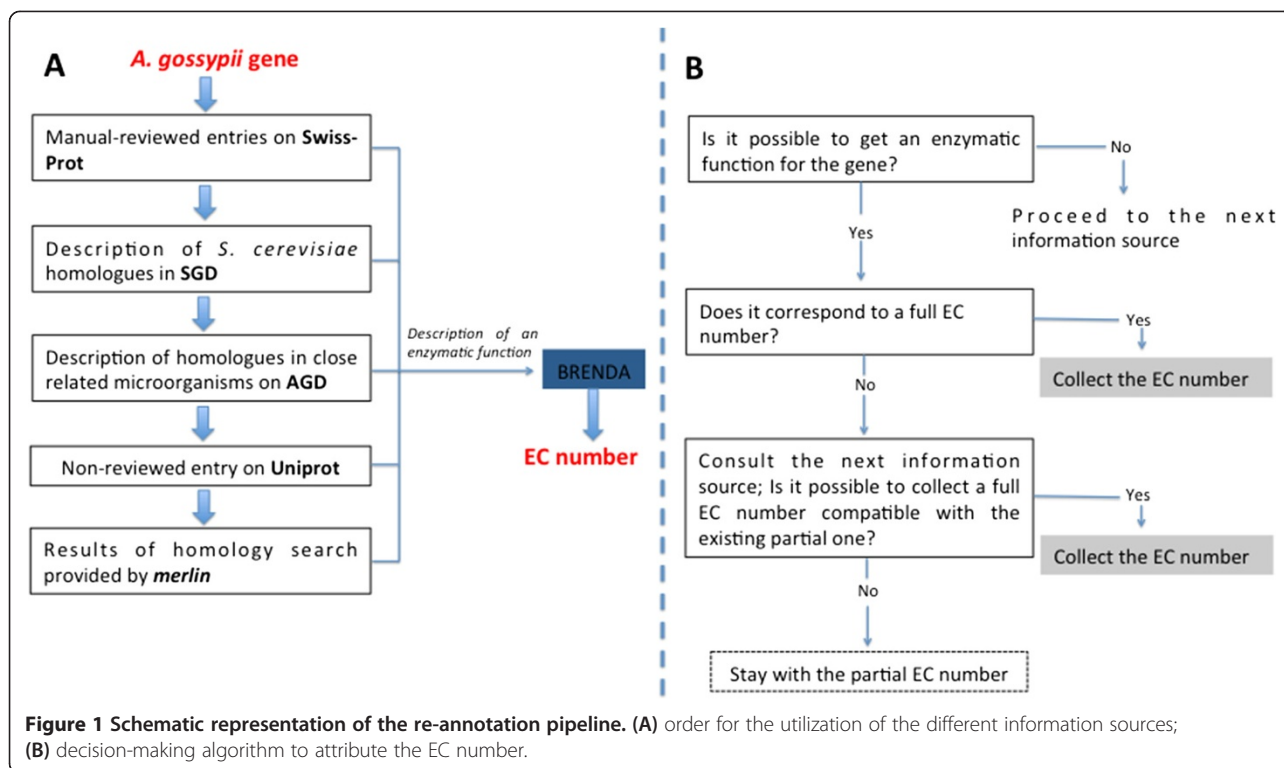 A
A. gossypii gene
Manual-reviewed entries on Swiss-
Prot
Description of S. cerevisiae
homologues in SGD
Description of homologues in close
related microorganisms on AGD
Non-reviewed entry on Uniprot
Results of homology search
provided by merlin
Description of an
enzymatic function
BRENDA
EC number
B
Is it possible to get an enzymatic
function for the gene?
No
Proceed to the next
information source
Yes
Does it correspond to a full EC
number?
Yes
Collect the EC number
No
Consult the next information
source; Is it possible to collect a full
EC number compatible with the
existing partial one?
Yes
Collect the EC number
No
Stay with the partial EC number
Figure 1 Schematic representation of the re-annotation pipeline. (A) order for the utilization of the different information sources;
(B) decision-making algorithm to attribute the EC number.